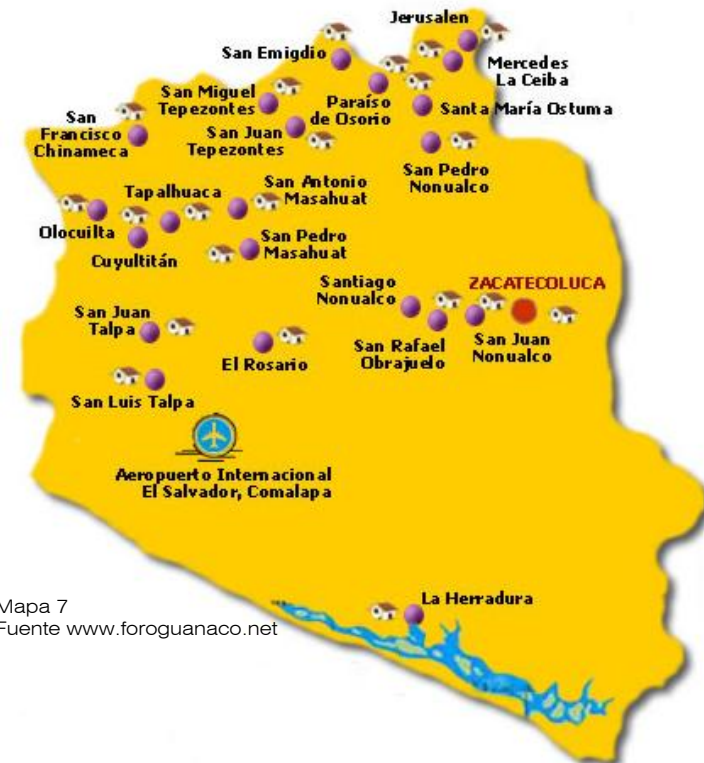 Jerusalen
San Emigdio
Mercedes
La Ceiba
San Miguel
Tepezontes
Paraíso
de Osorio
Santa María Ostuma
San
Francisco
Chinameca
San Juan
Tepezontes
San Pedro
Nonualco
Tapalhuaca
San Antonio
Masahuat
Olocuilta
Cuyultitán
San Pedro
Masahuat
Santiago
Nonualco
ZACATECOLUCA
San Juan
Talpa
El Rosario
San Rafael
Obrajuelo
San Juan
Nonualco
San Luis Talpa
Aeropuerto Internacional
El Salvador, Comalapa
La Herradura
Mapa 7
Fuente www.foroguanaco.net